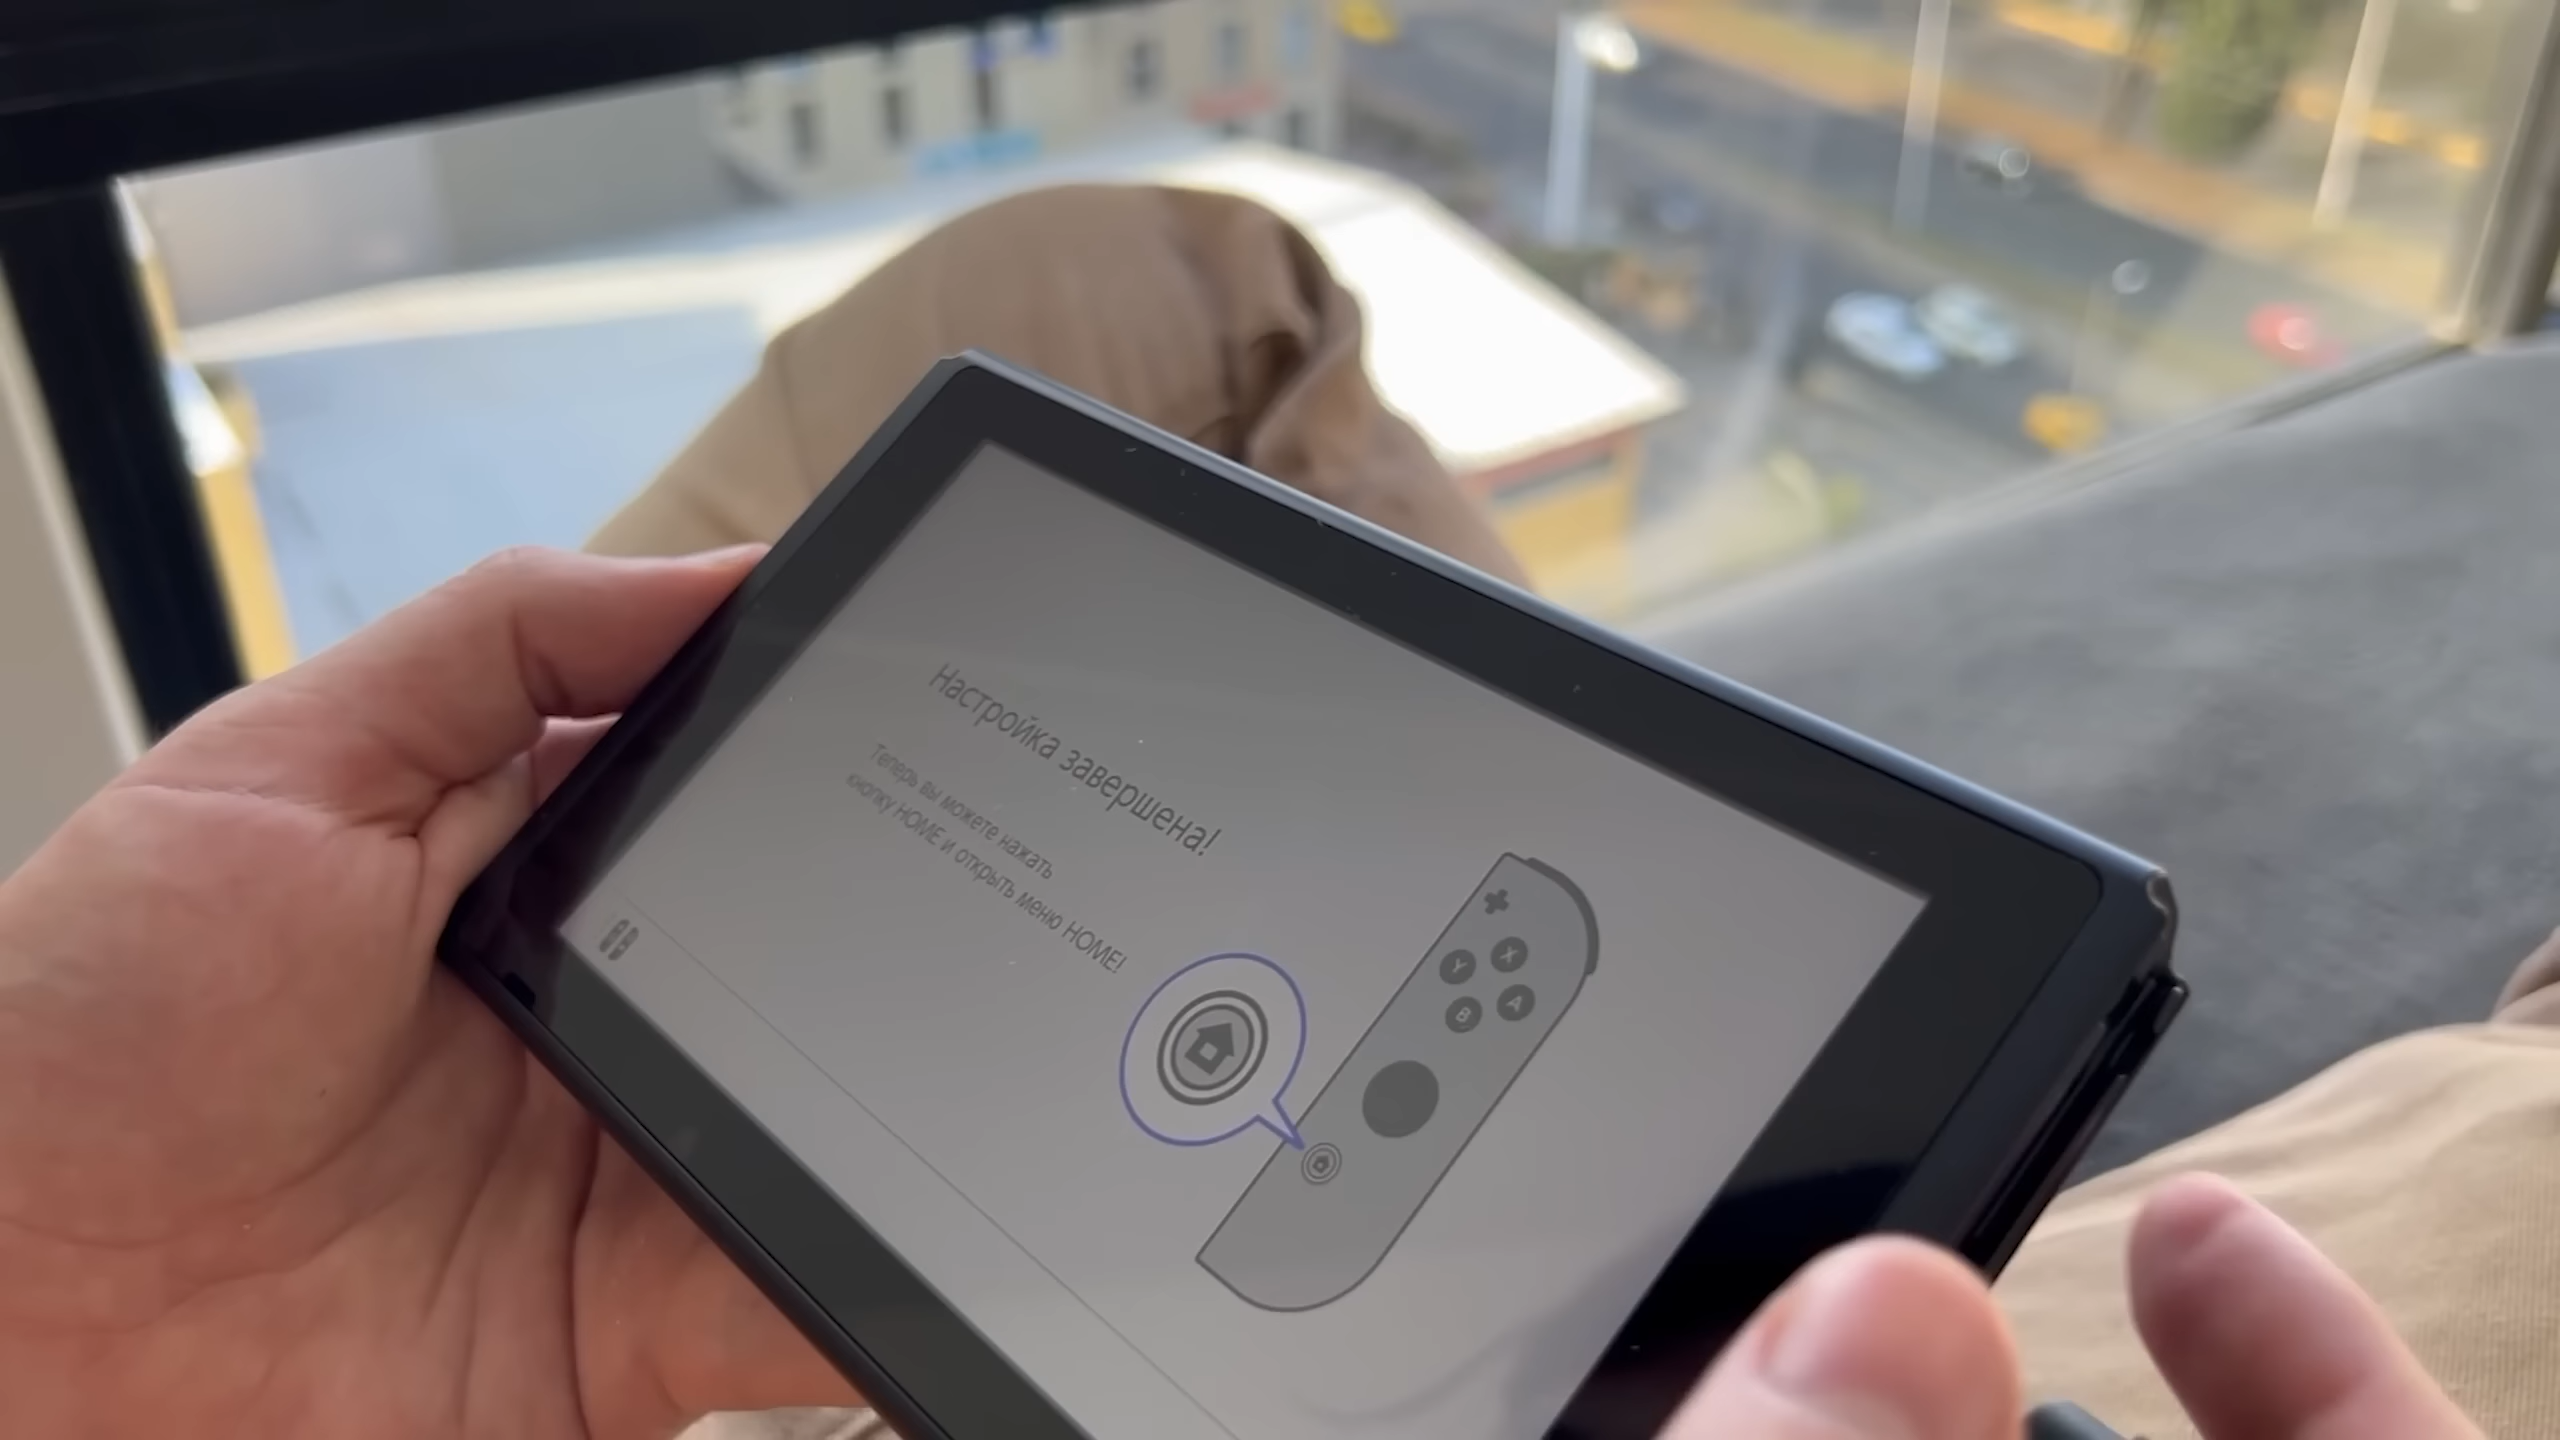 Настройка завершена!
Теперь вы можете нажать
кнопку HOME и открыть меню HOME!
X
Y
A
B